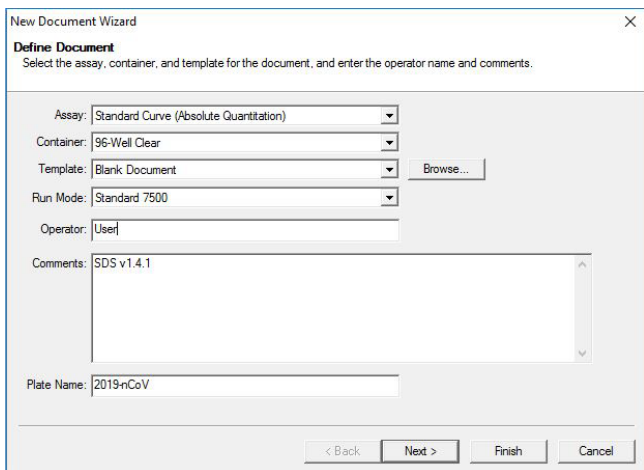 New Document Wizard
Define Document
Select the assay, container, and template for the document, and enter the operator name and comments.
Assay: Standard Curve (Absolute Quantitation)
Container: 96-Well Clear
Template: Blank Document Browse...
Run Mode: Standard 7500
Operator: User
Comments: SDS v1.4.1
Plate Name: 2019-nCoV
< Back Next > Finish Cancel